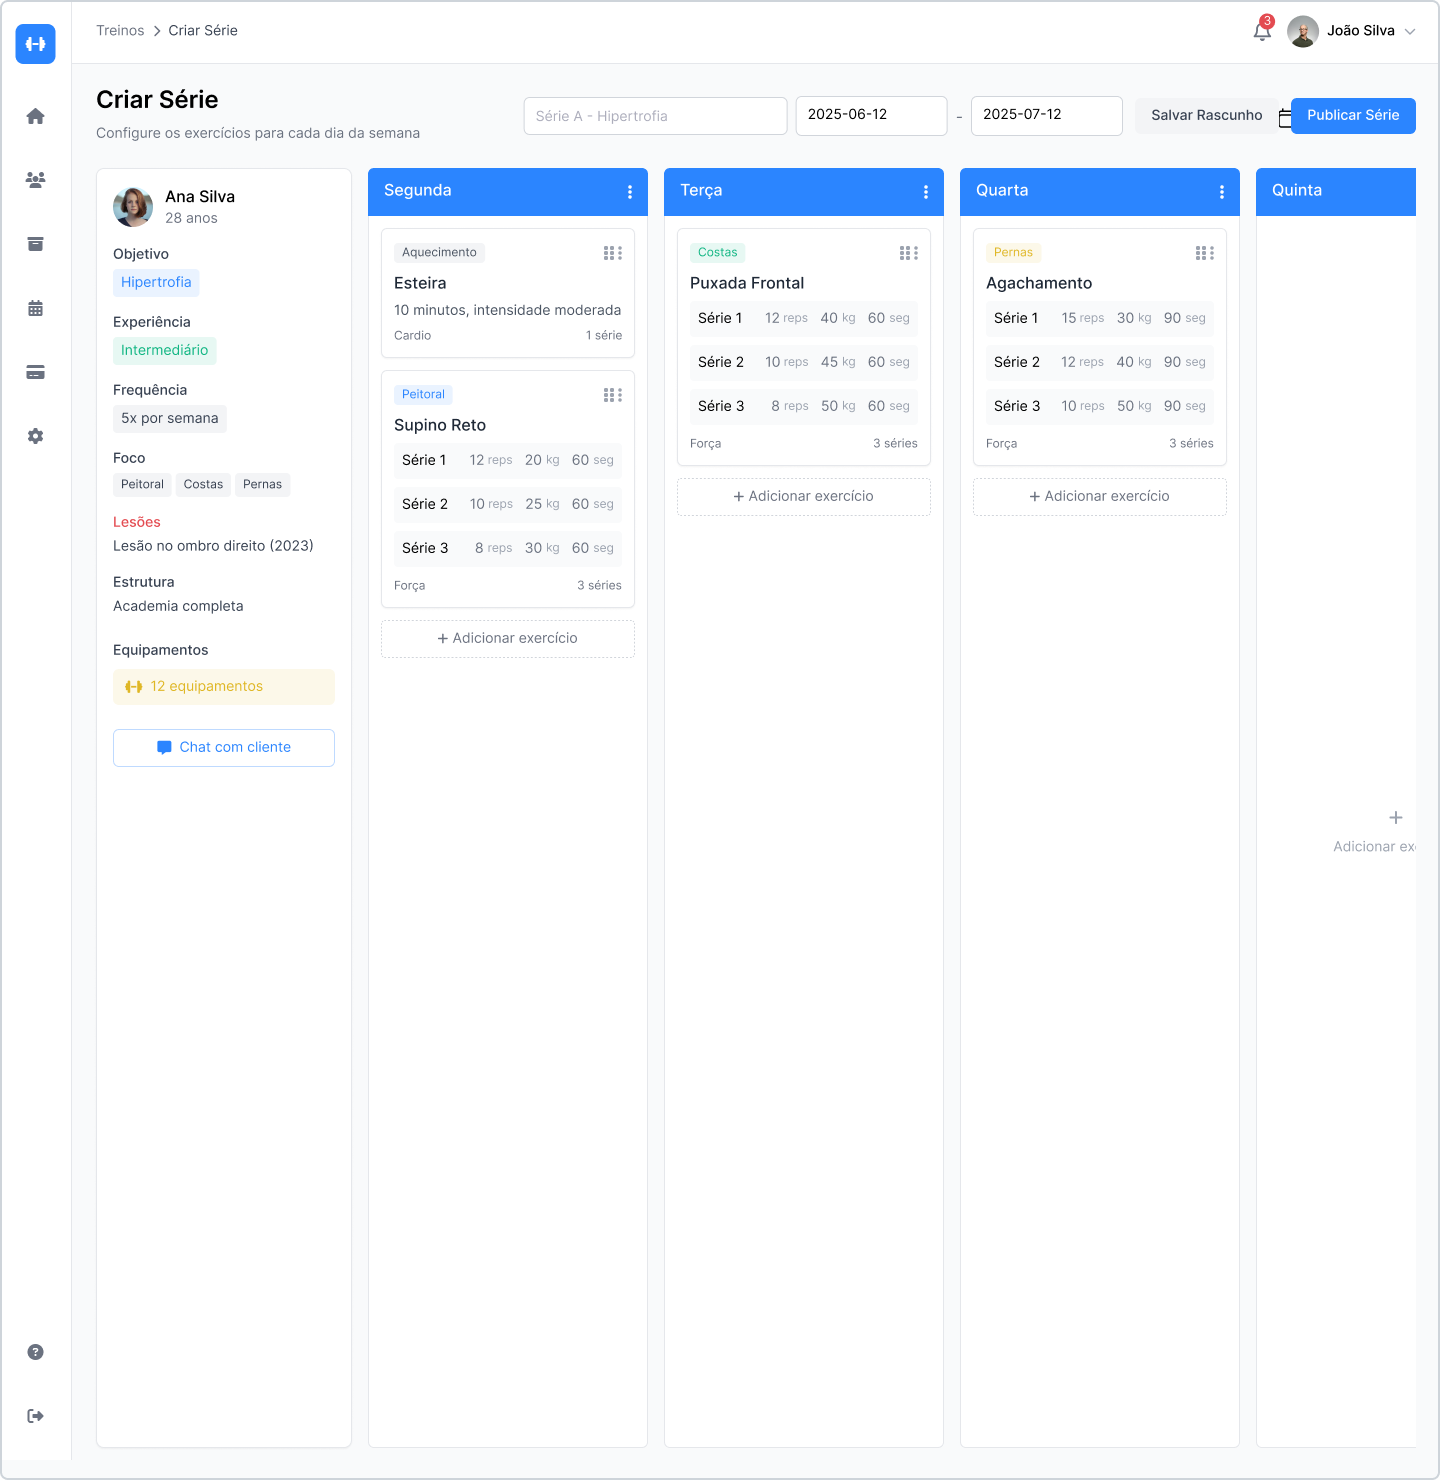 Treinos
Criar Série
3
João Silva
Criar Série
Configure os exercícios para cada dia da semana
Série A - Hipertrofia
2025-06-12
-
2025-07-12
Salvar Rascunho
Publicar Série
Ana Silva
28 anos
Objetivo
Hipertrofia
Experiência
Intermediário
Frequência
5x por semana
Foco
Peitoral
Costas
Pernas
Lesões
Lesão no ombro direito (2023)
Estrutura
Academia completa
Equipamentos
12 equipamentos
Chat com cliente
Segunda
Aquecimento
Esteira
10 minutos, intensidade moderada
Cardio
1 série
Peitoral
Supino Reto
Série 1 12 reps 20 kg 60 seg
Série 2 10 reps 25 kg 60 seg
Série 3 8 reps 30 kg 60 seg
Força
3 séries
+ Adicionar exercício
Terça
Costas
Puxada Frontal
Série 1 12 reps 40 kg 60 seg
Série 2 10 reps 45 kg 60 seg
Série 3 8 reps 50 kg 60 seg
Força
3 séries
+ Adicionar exercício
Quarta
Pernas
Agachamento
Série 1 15 reps 30 kg 90 seg
Série 2 12 reps 40 kg 90 seg
Série 3 10 reps 50 kg 90 seg
Força
3 séries
+ Adicionar exercício
Quinta
+
Adicionar